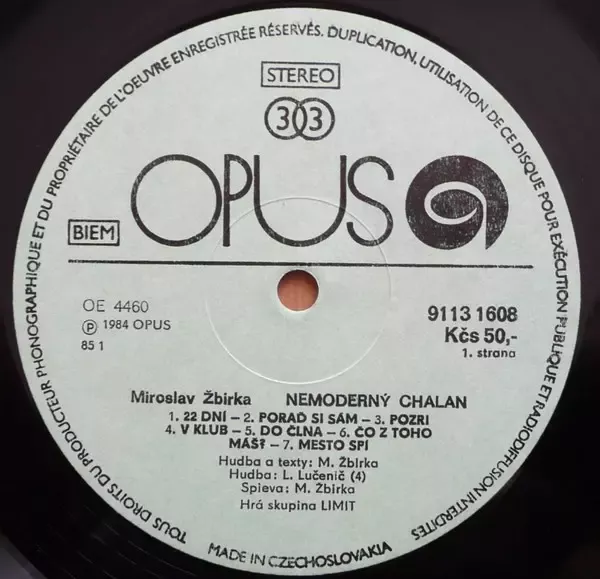 TOUS DROITS DU PRODUCTEUR PHONOGRAPHIQUE ET DU PROPRIÉTAIRE DE L'OEUVRE ENREGISTRÉE RÉSERVÉS. DUPLICATION, UTILISATION DE CE DISQUE POUR EXÉCUTION PUBLIQUE ET RADIODIFFUSION INTERDITES
STEREO
33
OPUS
BIEM
OE 4460
Ⓟ 1984 OPUS
85 1
9113 1608
Kčs 50,-
1. strana
Miroslav Žbirka NEMODERNÝ CHALAN
1. 22 DNÍ – 2. PORAĎ SI SÁM – 3. POZRI
4. V KLUB – 5. DO ČLNA – 6. ČO Z TOHO
MÁŠ? – 7. MESTO SPÍ
Hudba a texty: M. Žbirka
Hudba: L. Lučenič (4)
Spieva: M. Žbirka
Hrá skupina LIMIT
MADE IN CZECHOSLOVAKIA